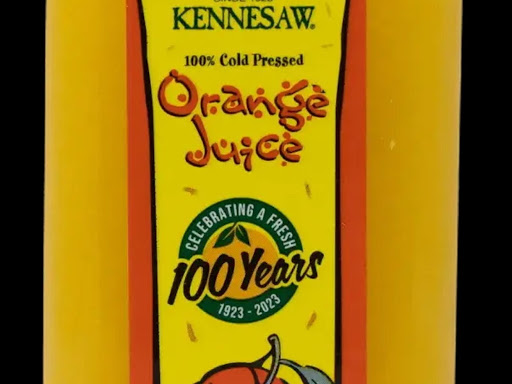 KENNESAW®
100% Cold Pressed
Orange
Juice
CELEBRATING A FRESH
100 Years
1923 - 2023